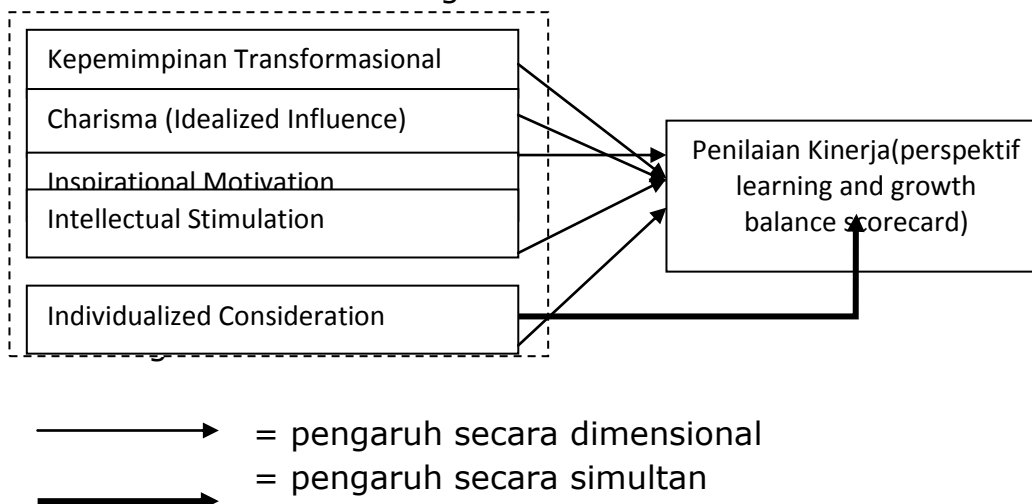 Kepemimpinan Transformasional
Charisma (Idealized Influence)
Inspirational Motivation
Intellectual Stimulation
Individualized Consideration
Penilaian Kinerja(perspektif
learning and growth
balance scorecard)
= pengaruh secara dimensional
= pengaruh secara simultan